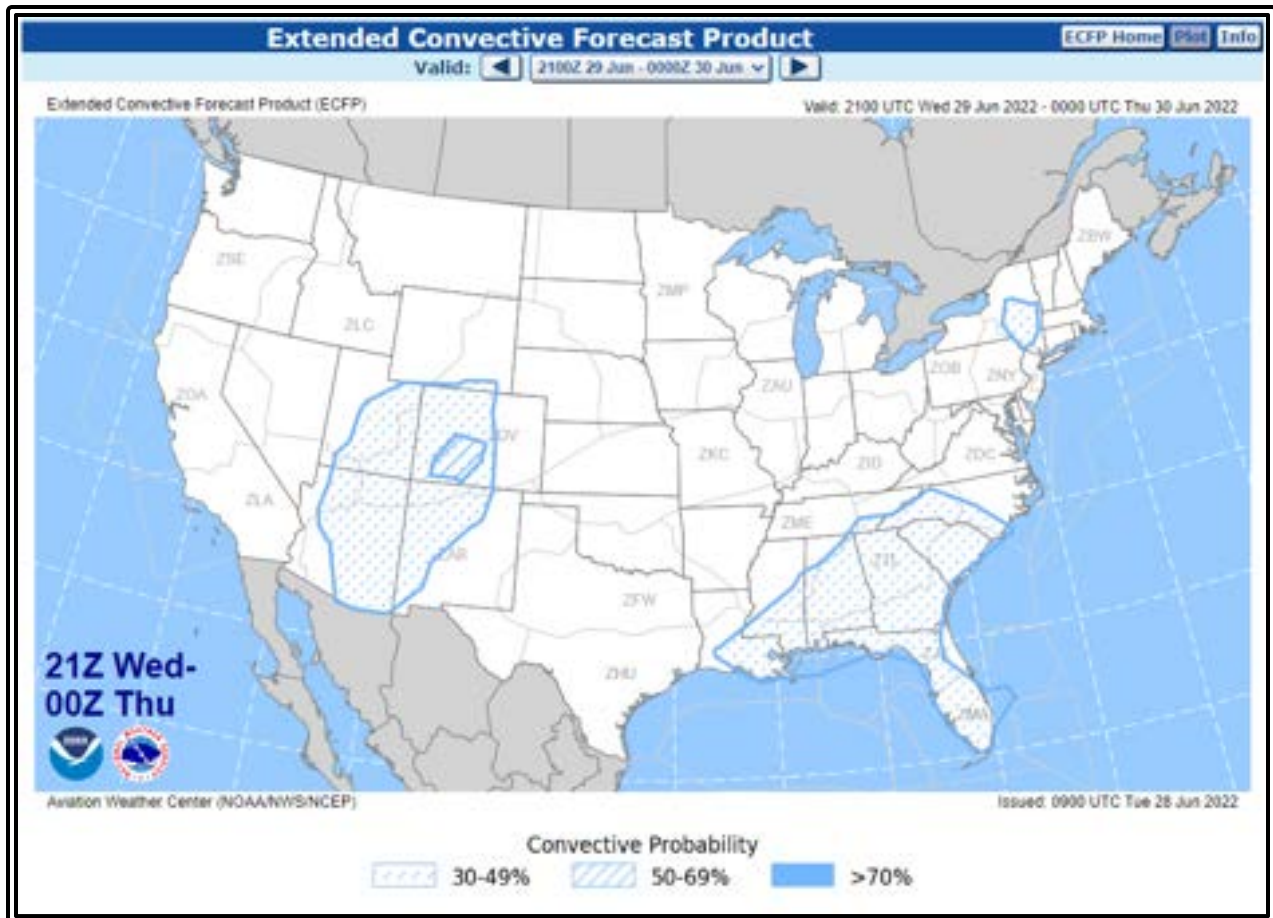 Extended Convective Forecast Product
ECFP Home Plot Info
Valid: 2100Z 29 Jun - 0000Z 30 Jun
Extended Convective Forecast Product (ECFP)
Valid: 2100 UTC Wed 29 Jun 2022 - 0000 UTC Thu 30 Jun 2022
ZBW
ZSE
ZMP
ZLC
ZOA
ZAU
ZOB
ZNY
ZKC
ZID
ZDC
ZLA
ZME
ZTL
ZFW
ZHU
ZMA
21Z Wed-
00Z Thu
Aviation Weather Center (NOAA/NWS/NCEP)
Issued: 0900 UTC Tue 28 Jun 2022
Convective Probability
30-49% 50-69% >70%